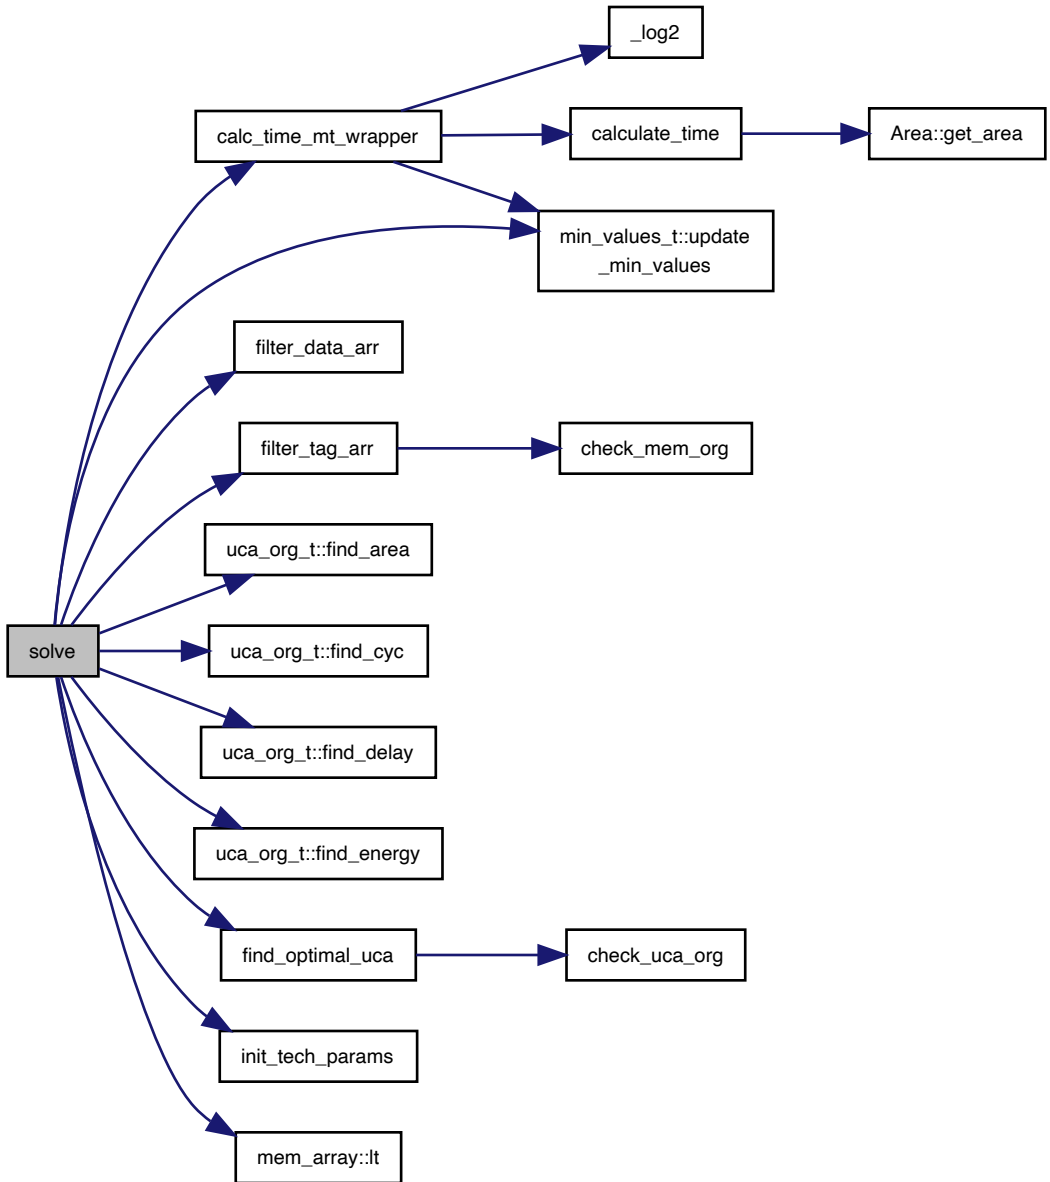 _log2
calc_time_mt_wrapper
calculate_time
Area::get_area
min_values_t::update
_min_values
filter_data_arr
filter_tag_arr
check_mem_org
uca_org_t::find_area
solve
uca_org_t::find_cyc
uca_org_t::find_delay
uca_org_t::find_energy
find_optimal_uca
check_uca_org
init_tech_params
mem_array::lt